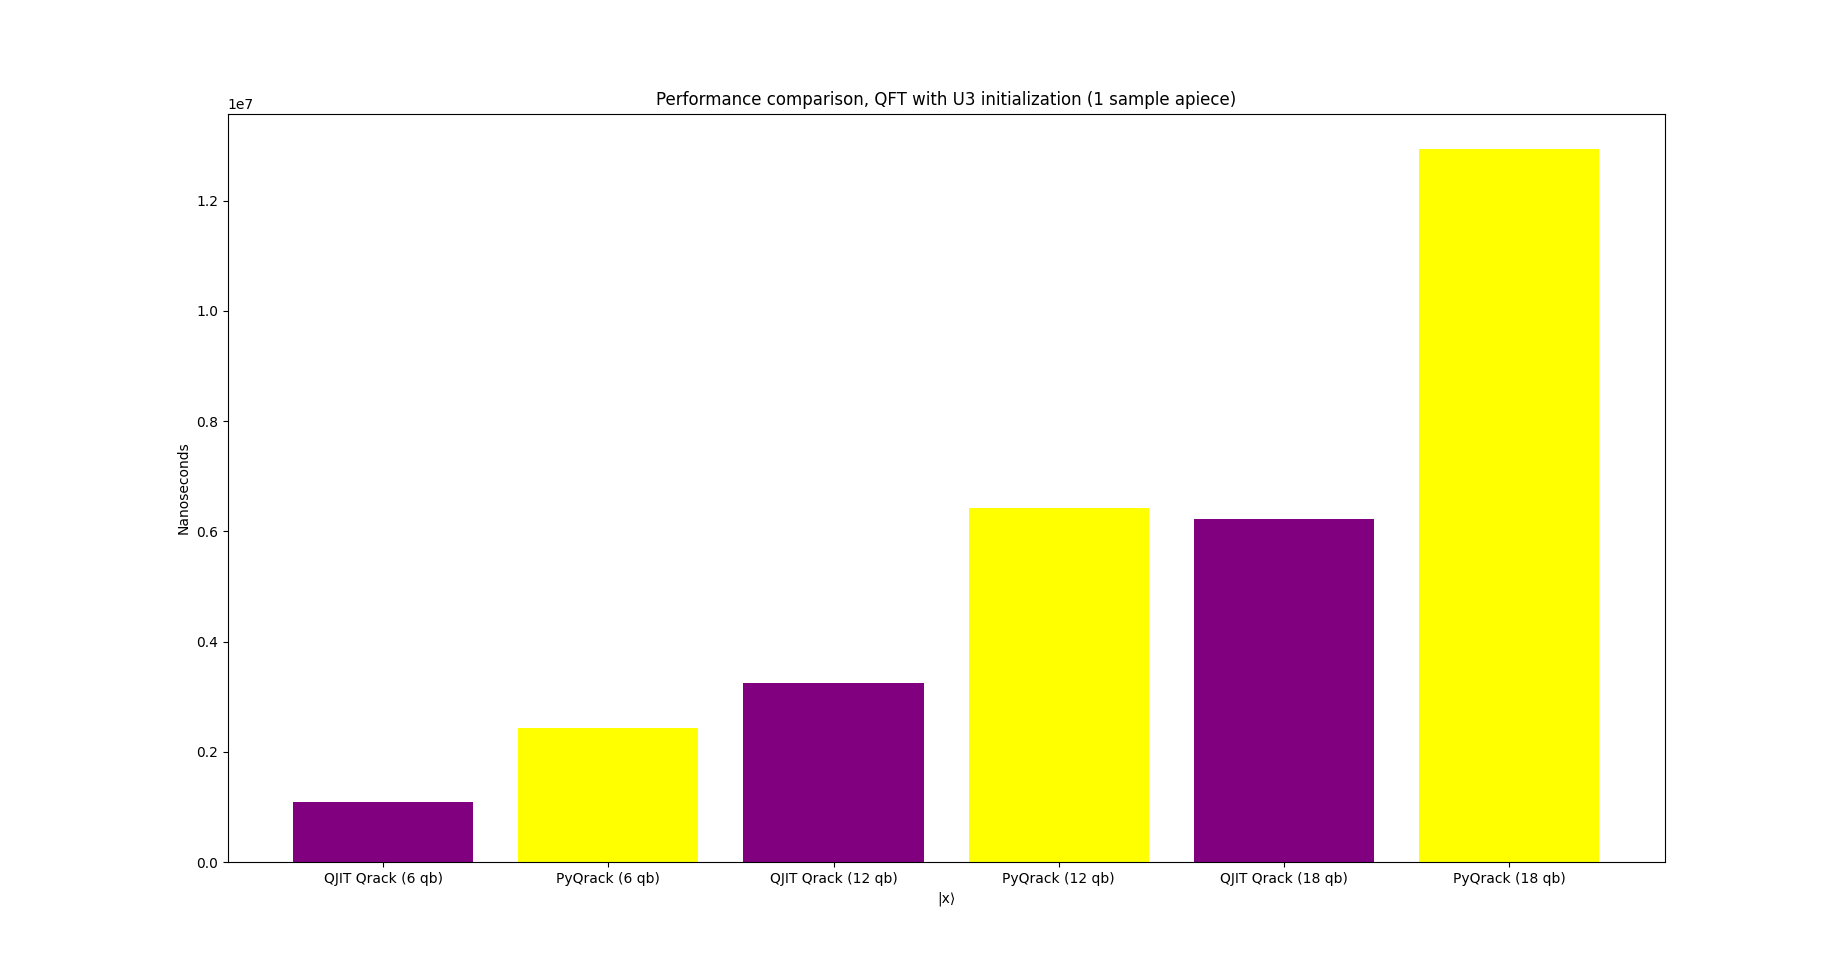 Performance comparison, QFT with U3 initialization (1 sample apiece)
1e7
1.2
1.0
0.8
0.6
0.4
0.2
0.0
Nanoseconds
QJIT Qrack (6 qb) PyQrack (6 qb) QJIT Qrack (12 qb) PyQrack (12 qb) QJIT Qrack (18 qb) PyQrack (18 qb)
|x⟩